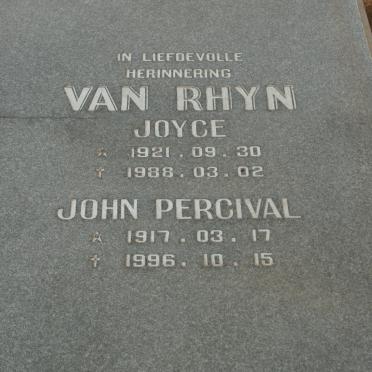 IN LIEFDEVOLLE
HERINNERING
VAN RHYN
JOYCE
☆ 1921.09.30
† 1988.03.02
JOHN PERCIVAL
☆ 1917.03.17
† 1996.10.15